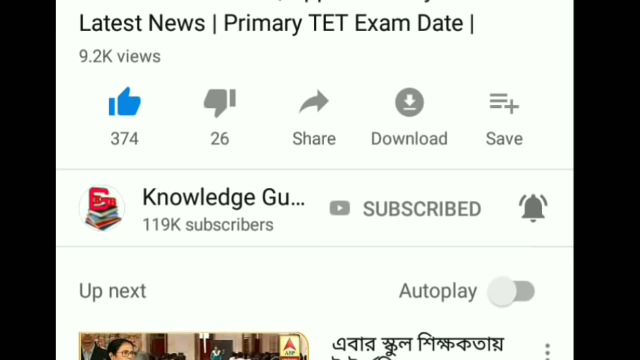 Latest News | Primary TET Exam Date |
9.2K views
374
26
Share
Download
Save
Knowledge Gu...
119K subscribers
SUBSCRIBED
Up next
Autoplay
এবার স্কুল শিক্ষকতায়
ABP